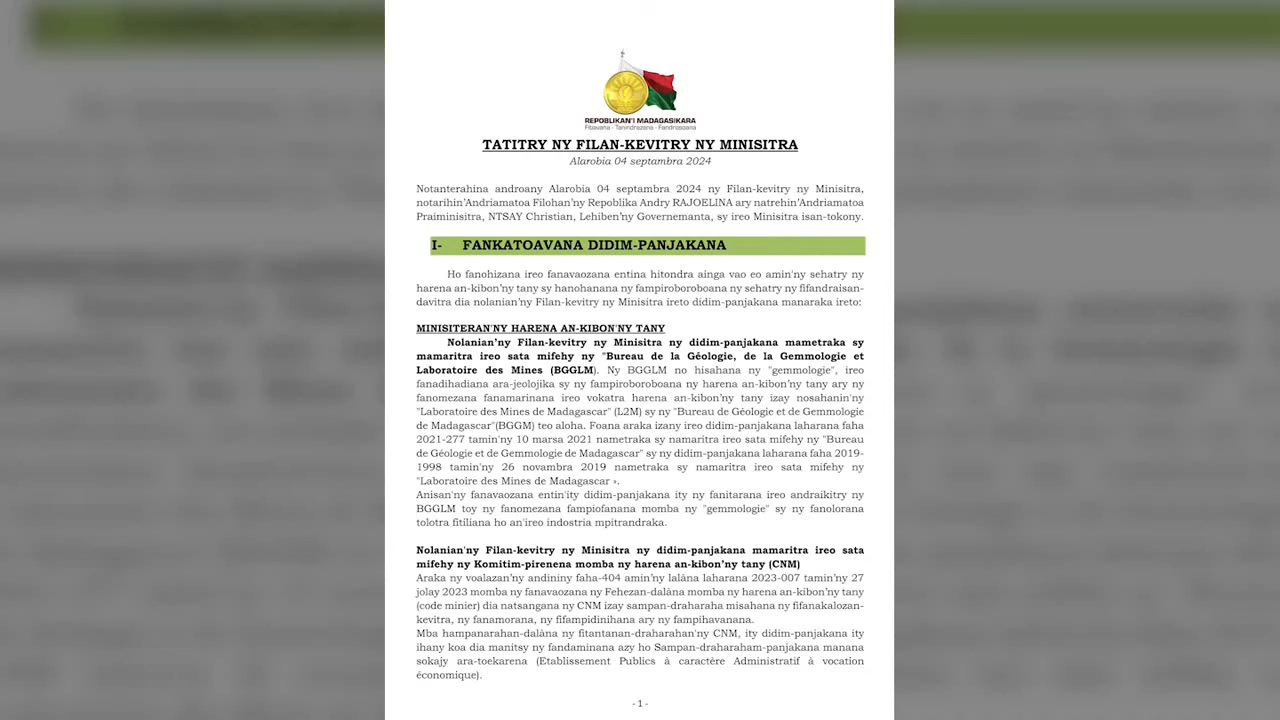 REPOBLIKAN'I MADAGASIKARA
Fitiavana - Tanindrazana - Fandrosoana
TATITRY NY FILAN-KEVITRY NY MINISITRA
Alarobia 04 septambra 2024
Notanterahina androany Alarobia 04 septambra 2024 ny Filan-kevitry ny Minisitra,
notarihin'Andriamatoa Filohan'ny Repoblika Andry RAJOELINA ary natrehin'Andriamatoa
Praiminisitra, NTSAY Christian, Lehiben'ny Governemanta, sy ireo Minisitra isan-tokony.
I- FANKATOAVANA DIDIM-PANJAKANA
Ho fanohizana ireo fanavaozana entina hitondra ainga vao eo amin'ny sehatry ny
harena an-kibon'ny tany sy hanohanana ny fampiroboroboana ny sehatry ny fifandraisan-
davitra dia nolanian'ny Filan-kevitry ny Minisitra ireto didim-panjakana manaraka ireto:
MINISITERAN'NY HARENA AN-KIBON'NY TANY
Nolanian'ny Filan-kevitry ny Minisitra ny didim-panjakana mametraka sy
mamaritra ireo sata mifehy ny "Bureau de la Géologie, de la Gemmologie et
Laboratoire des Mines (BGGLM). Ny BGGLM no hisahana ny "gemmologie", ireo
fanadihadiana ara-jeolojika sy ny fampiroboroboana ny harena an-kibon'ny tany ary ny
fanomezana fanamarinana ireo vokatra harena an-kibon'ny tany izay nosahanin'ny
"Laboratoire des Mines de Madagascar" (L2M) sy ny "Bureau de Géologie et de Gemmologie
de Madagascar"(BGGM) teo aloha. Foana araka izany ireo didim-panjakana laharana faha
2021-277 tamin'ny 10 marsa 2021 nametraka sy namaritra ireo sata mifehy ny "Bureau
de Géologie et de Gemmologie de Madagascar" sy ny didim-panjakana laharana faha 2019-
1998 tamin'ny 26 novambra 2019 nametraka sy namaritra ireo sata mifehy ny
"Laboratoire des Mines de Madagascar ».
Anisan'ny fanavaozana entin'ity didim-panjakana ity ny fanitarana ireo andraikitry ny
BGGLM toy ny fanomezana fampiofanana momba ny "gemmologie" sy ny fanolorana
tolotra fitiliana ho an'ireo indostria mpitrandraka.
Nolanian'ny Filan-kevitry ny Minisitra ny didim-panjakana mamaritra ireo sata
mifehy ny Komitim-pirenena momba ny harena an-kibon'ny tany (CNM)
Araka ny voalazan'ny andininy faha-404 amin'ny lalàna laharana 2023-007 tamin'ny 27
jolay 2023 momba ny fanavaozana ny Fehezan-dalàna momba ny harena an-kibon'ny tany
(code minier) dia natsangana ny CNM izay sampan-draharaha misahana ny fifanakalozan-
kevitra, ny fanamorana, ny fifampidinihana ary ny fampihavanana.
Mba hampanarahan-dalàna ny fitantanan-draharahan'ny CNM, ity didim-panjakana ity
ihany koa dia manitsy ny fandaminana azy ho Sampan-draharaham-panjakana manana
sokajy ara-toekarena (Etablissement Publics à caractère Administratif à vocation
économique).
- 1 -